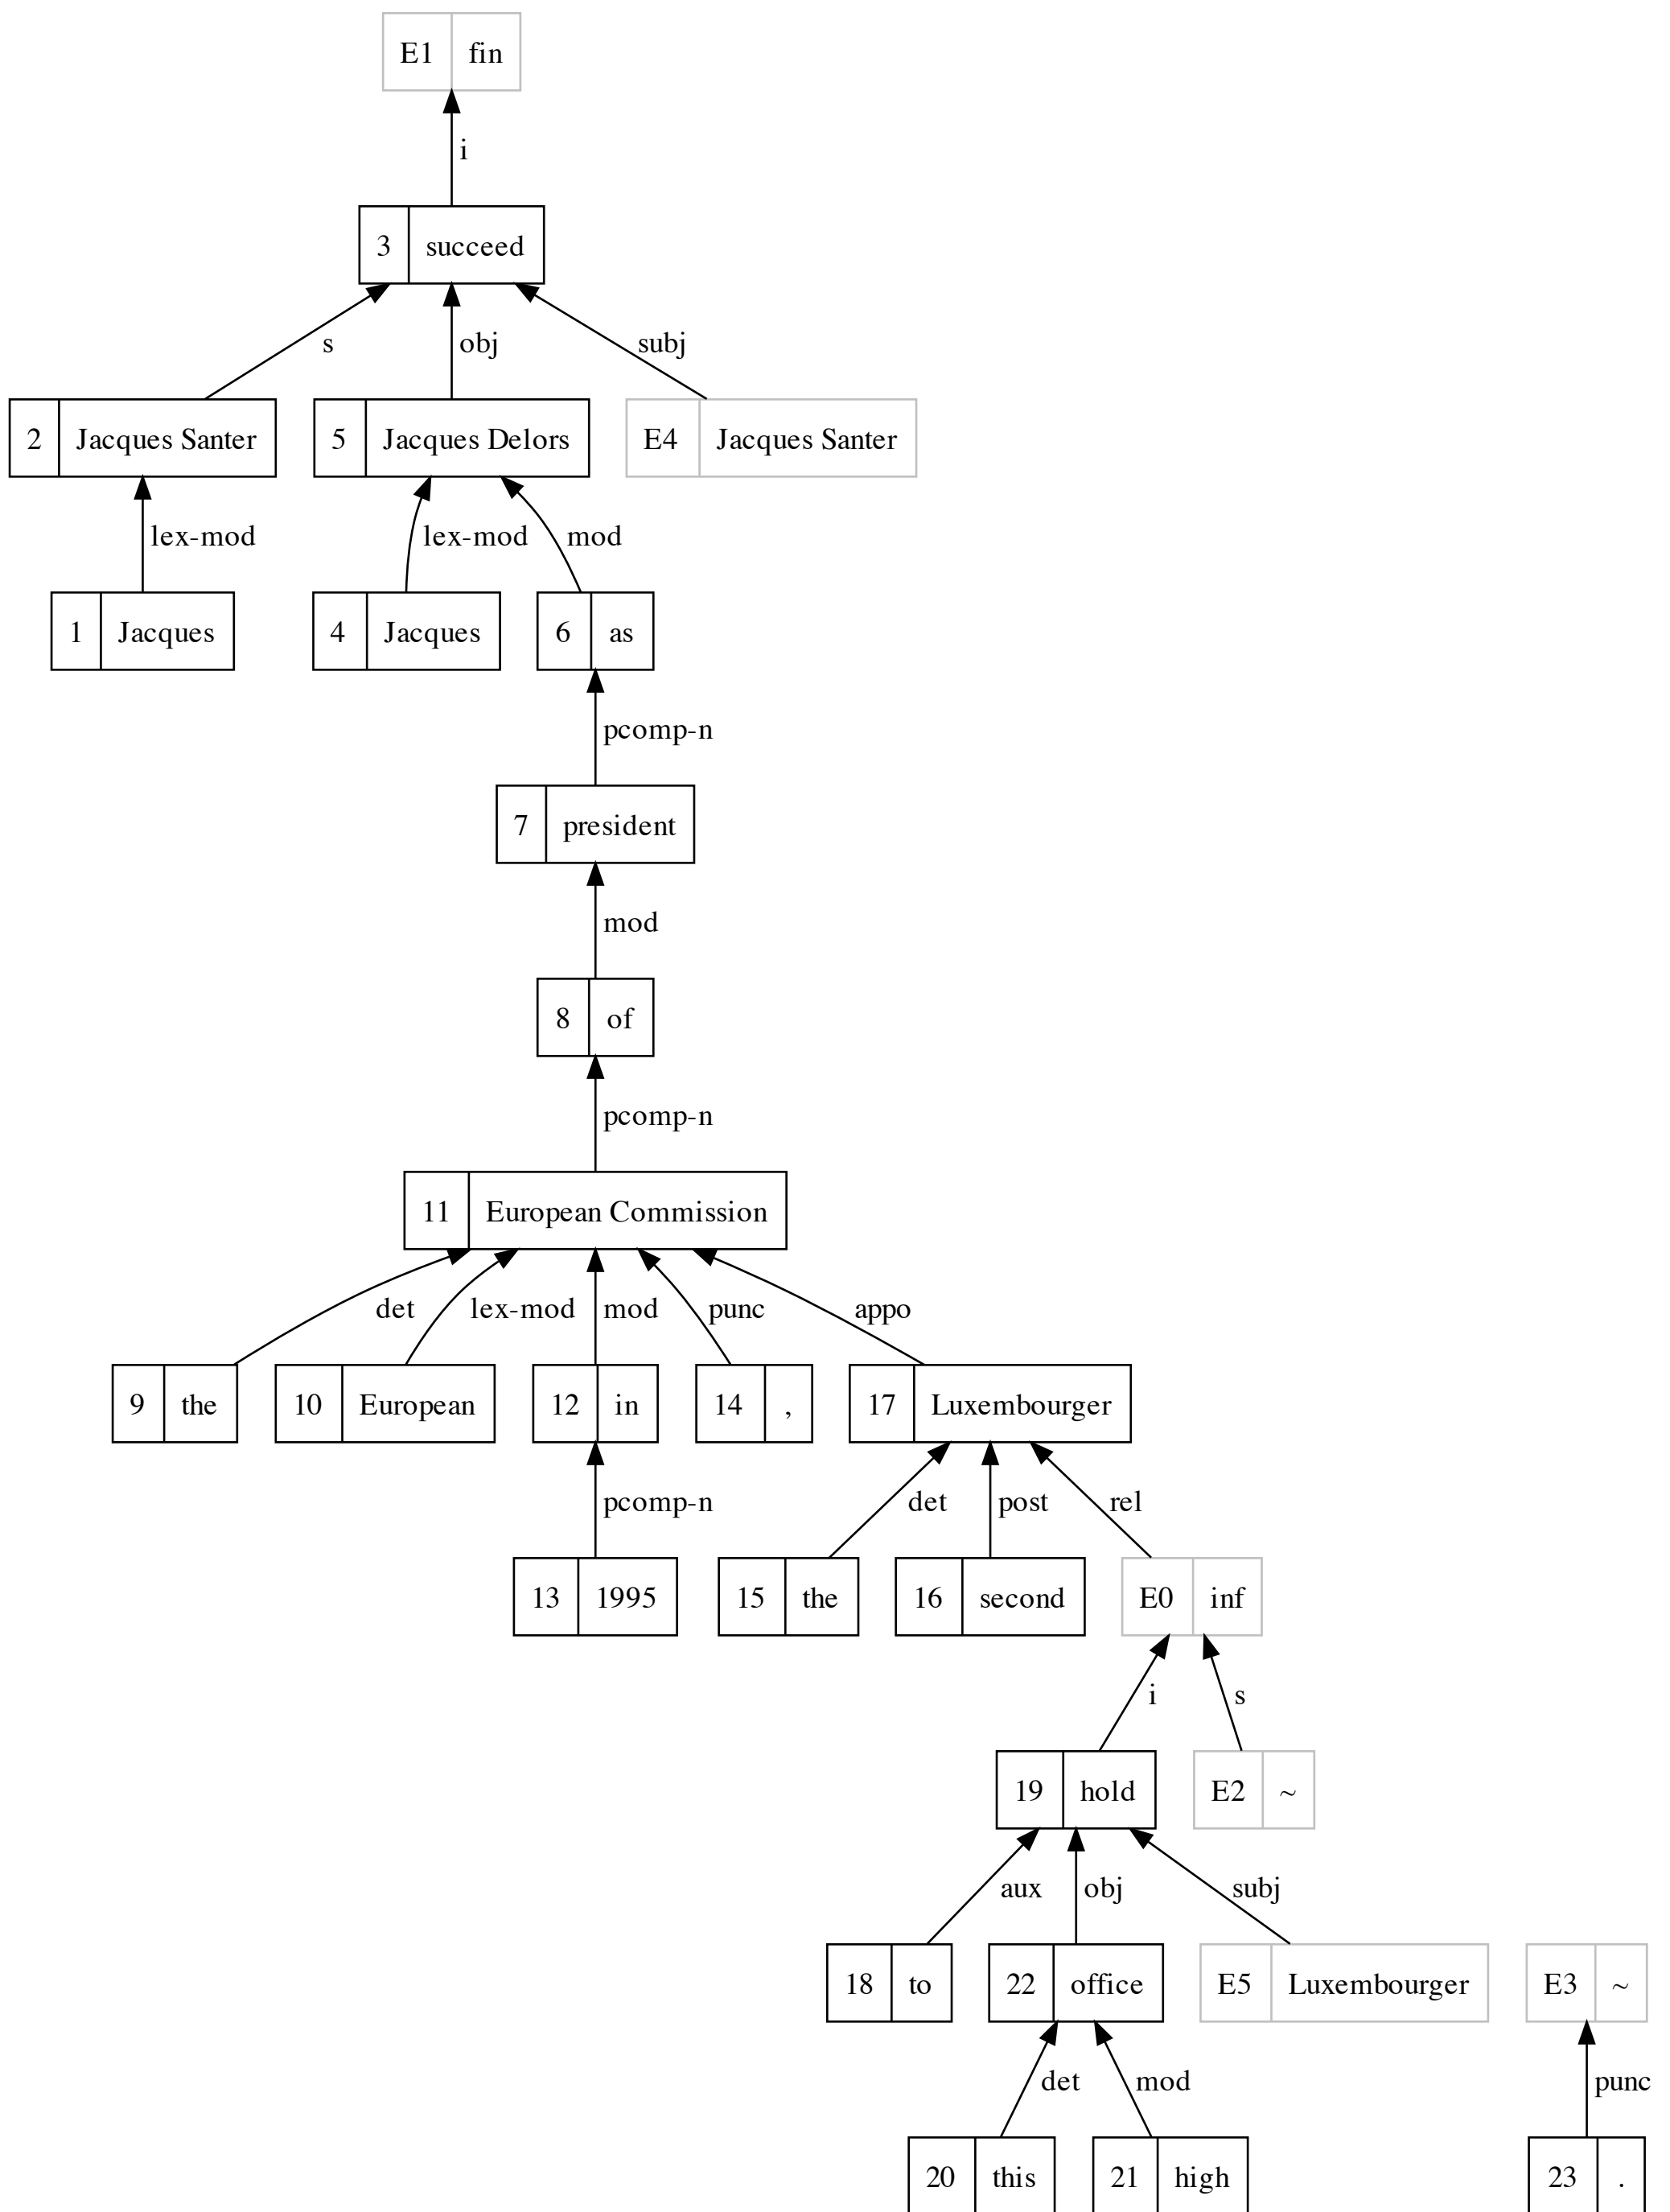 E1 fin
i
3 succeed
s obj subj
2 Jacques Santer 5 Jacques Delors E4 Jacques Santer
lex-mod lex-mod mod
1 Jacques 4 Jacques 6 as
pcomp-n
7 president
mod
8 of
pcomp-n
11 European Commission
det lex-mod mod punc appo
9 the 10 European 12 in 14 , 17 Luxembourger
pcomp-n det post rel
13 1995 15 the 16 second E0 inf
i s
19 hold E2 ~
aux obj subj
18 to 22 office E5 Luxembourger E3 ~
det mod punc
20 this 21 high 23 .